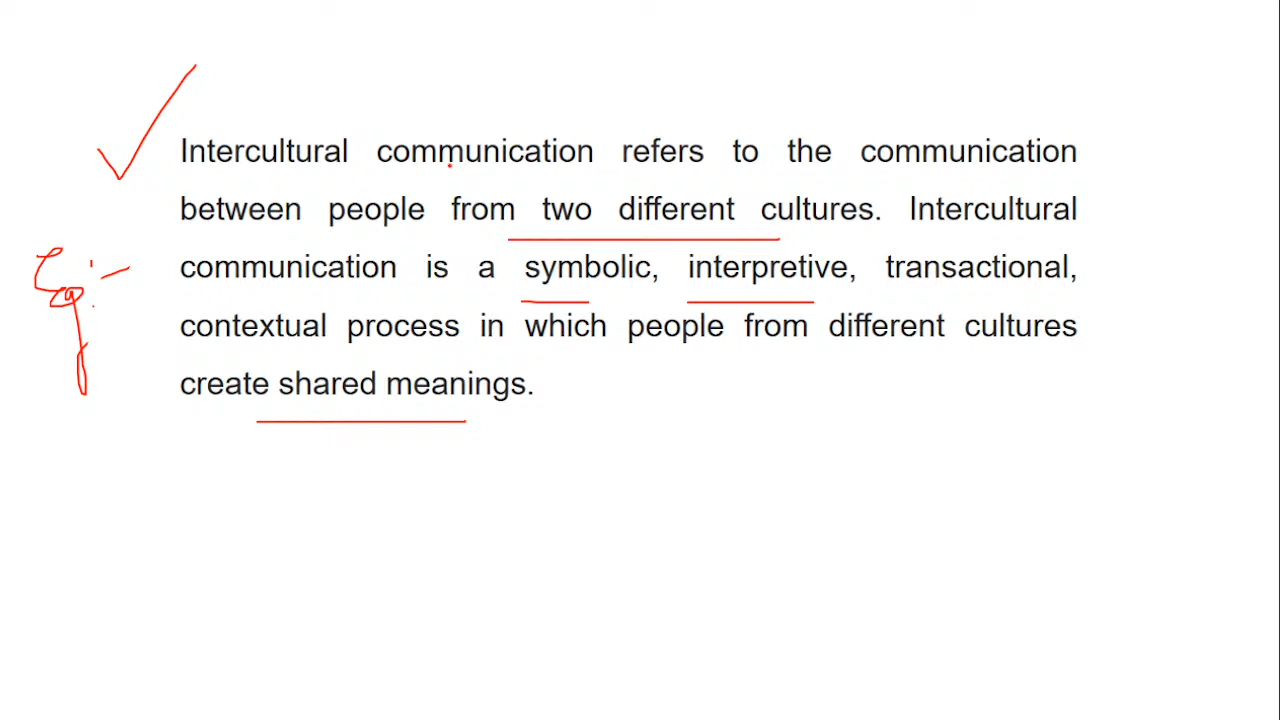 Intercultural communication refers to the communication
between people from two different cultures. Intercultural
Eg:-
communication is a symbolic, interpretive, transactional,
contextual process in which people from different cultures
create shared meanings.